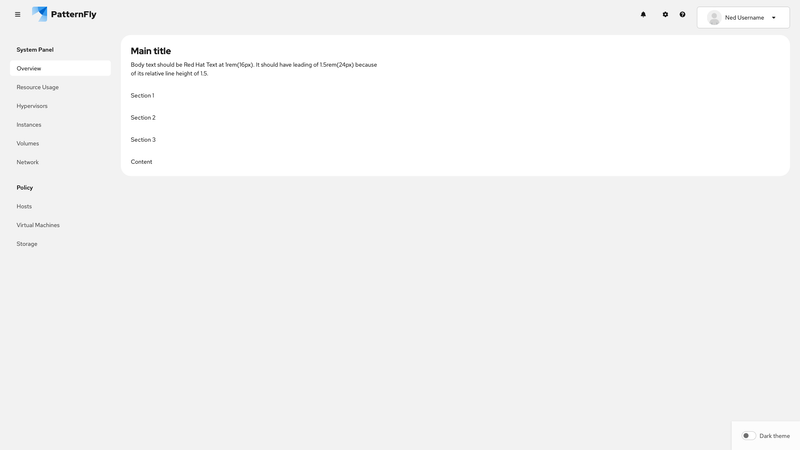 PatternFly
Ned Username
System Panel
Overview
Resource Usage
Hypervisors
Instances
Volumes
Network
Policy
Hosts
Virtual Machines
Storage
Main title
Body text should be Red Hat Text at 1rem(16px). It should have leading of 1.5rem(24px) because
of its relative line height of 1.5.
Section 1
Section 2
Section 3
Content
Dark theme